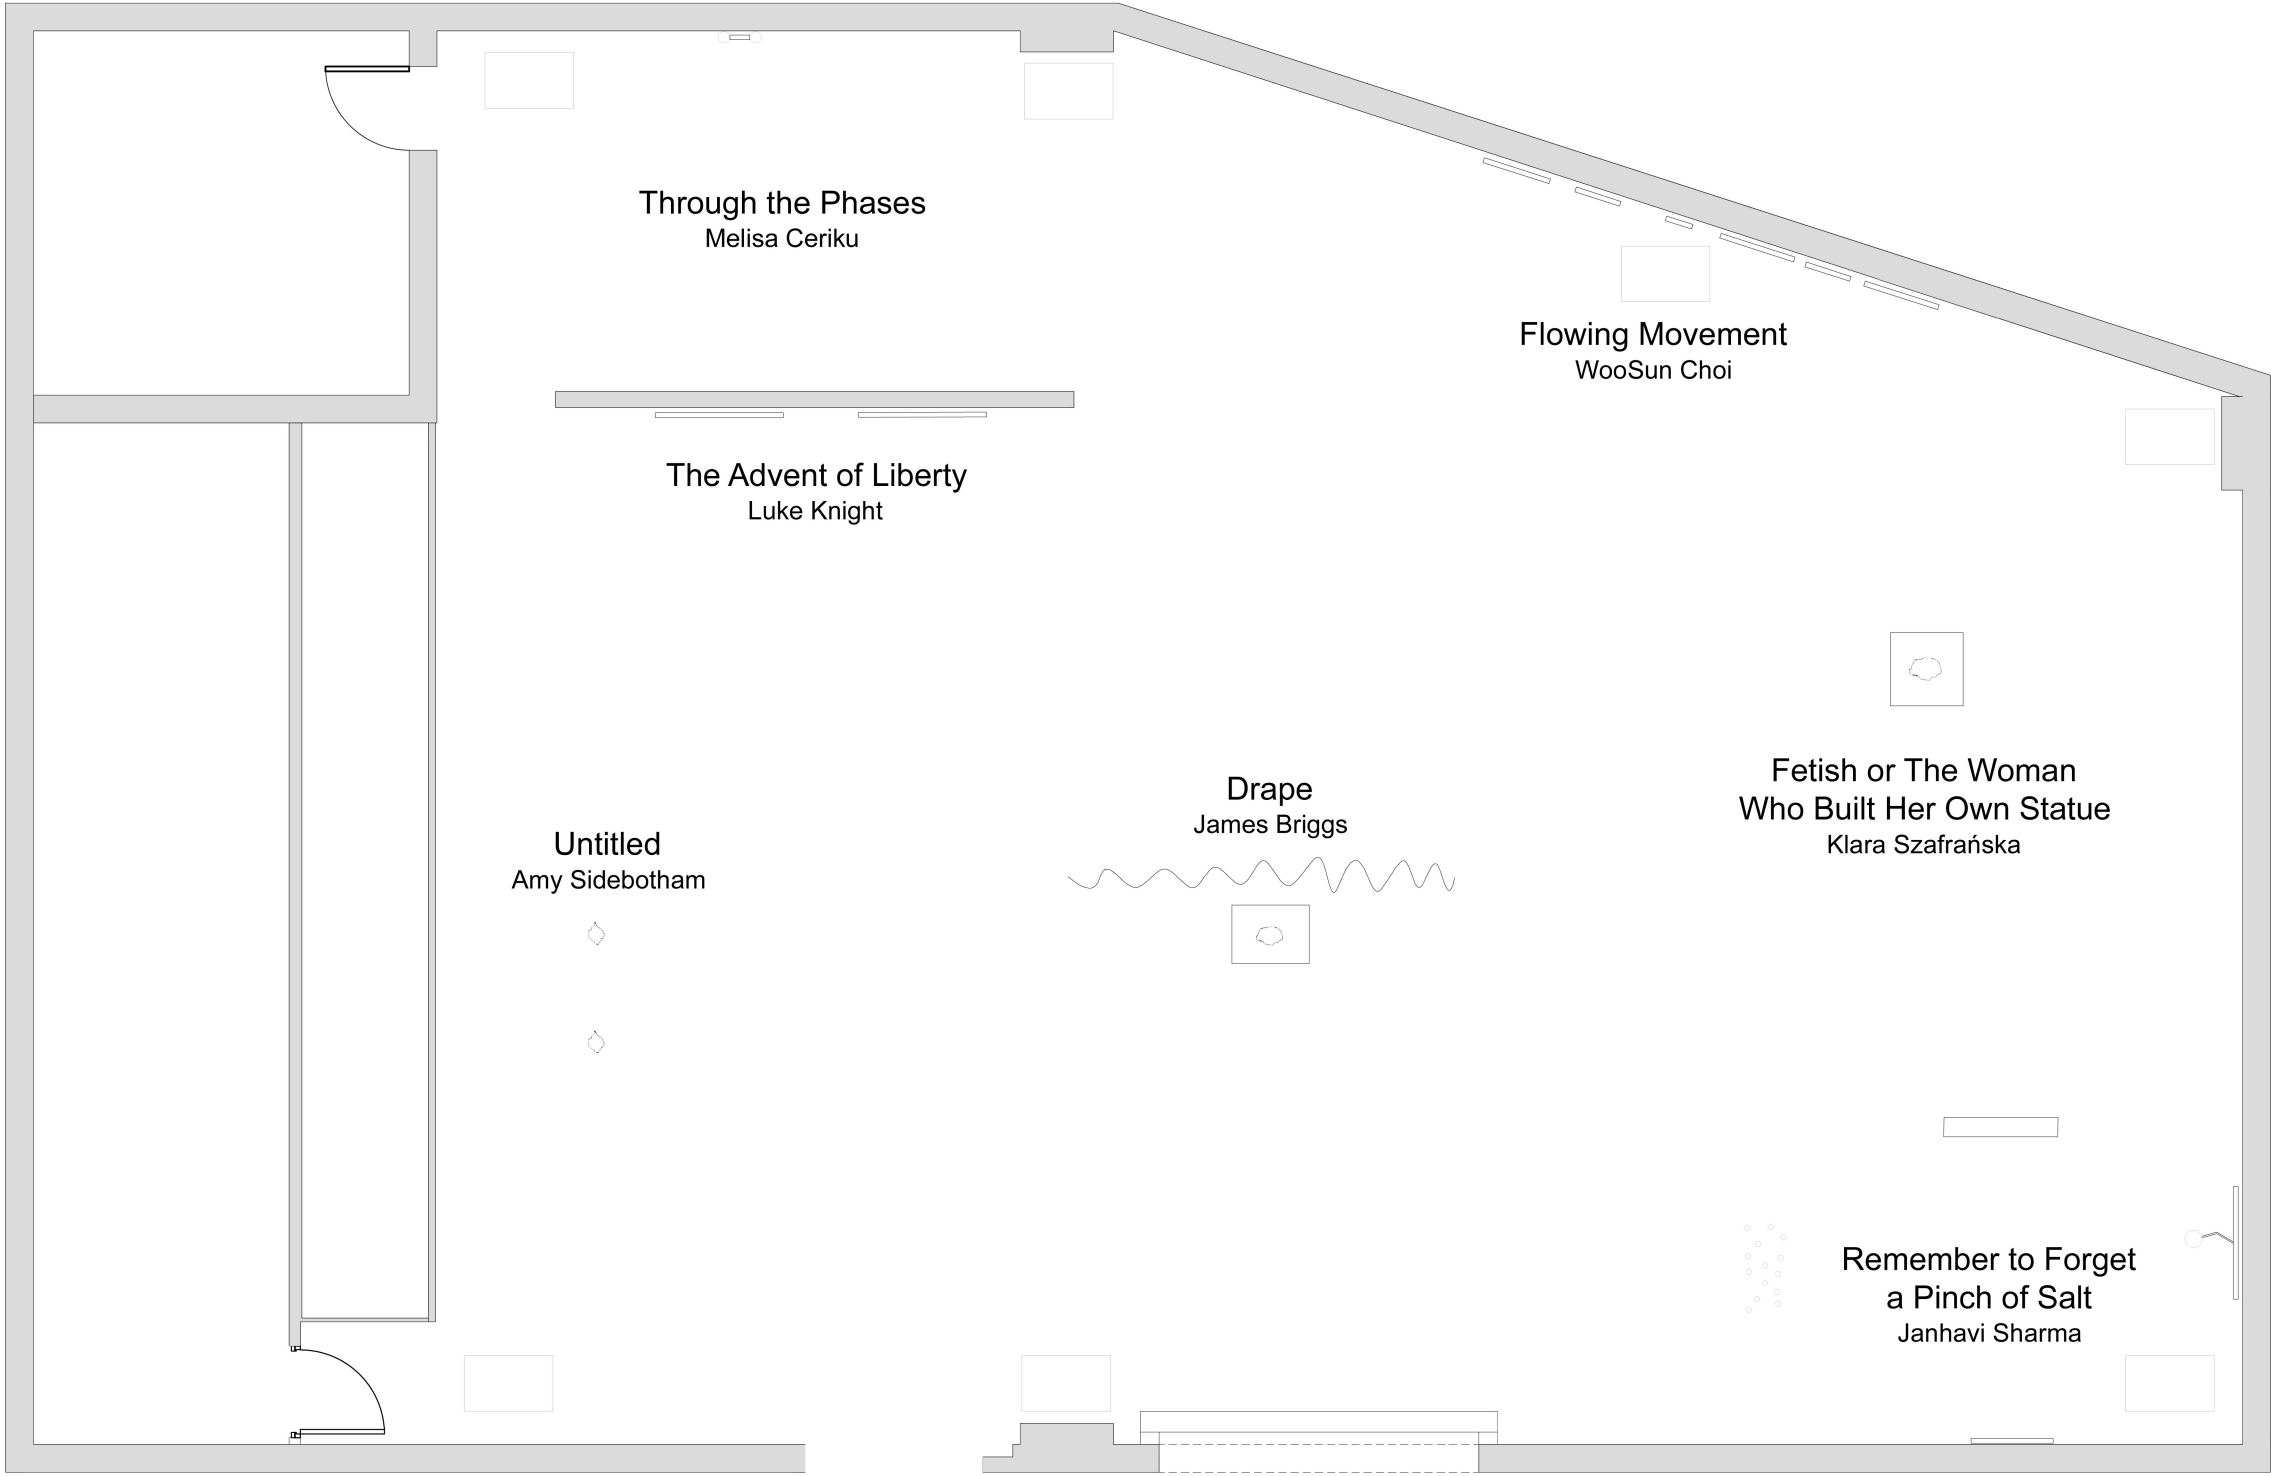 Through the Phases
Melisa Ceriku
Flowing Movement
WooSun Choi
The Advent of Liberty
Luke Knight
Fetish or The Woman
Who Built Her Own Statue
Klara Szafrańska
Drape
James Briggs
Untitled
Amy Sidebotham
Remember to Forget
a Pinch of Salt
Janhavi Sharma